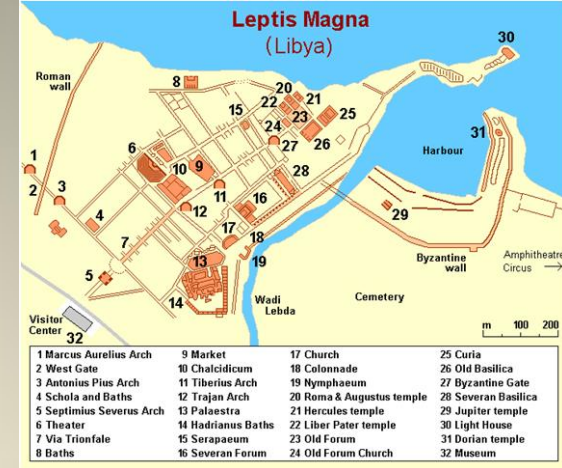 Leptis Magna
(Libya)
30
Roman
wall
8
20
21
22
15
23
25
24
26
27
31
Harbour
6
1
10
9
28
2
3
11
16
12
29
4
17
7
18
Byzantine
wall
Amphitheatre
Circus
13
19
5
Wadi
Lebda
Cemetery
14
Visitor
Center
32
m 100 200
1 Marcus Aurelius Arch
2 West Gate
3 Antonius Pius Arch
4 Schola and Baths
5 Septimius Severus Arch
6 Theater
7 Via Trionfale
8 Baths
9 Market
10 Chalcidicum
11 Tiberius Arch
12 Trajan Arch
13 Palaestra
14 Hadrianus Baths
15 Serapaeum
16 Severan Forum
17 Church
18 Colonnade
19 Nymphaeum
20 Roma & Augustus temple
21 Hercules temple
22 Liber Pater temple
23 Old Forum
24 Old Forum Church
25 Curia
26 Old Basilica
27 Byzantine Gate
28 Severan Basilica
29 Jupiter temple
30 Light House
31 Dorian temple
32 Museum